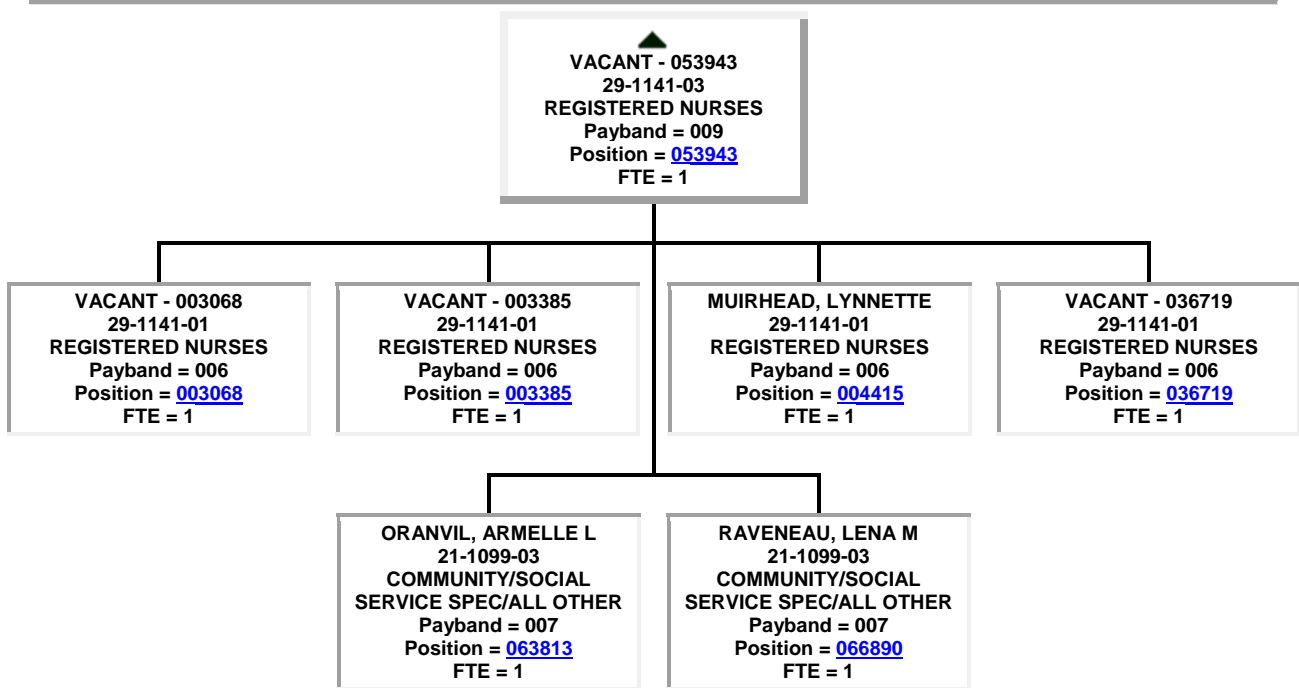 VACANT - 053943
29-1141-03
REGISTERED NURSES
Payband = 009
Position = 053943
FTE = 1
VACANT - 003068
29-1141-01
REGISTERED NURSES
Payband = 006
Position = 003068
FTE = 1
VACANT - 003385
29-1141-01
REGISTERED NURSES
Payband = 006
Position = 003385
FTE = 1
MUIRHEAD, LYNNETTE
29-1141-01
REGISTERED NURSES
Payband = 006
Position = 004415
FTE = 1
VACANT - 036719
29-1141-01
REGISTERED NURSES
Payband = 006
Position = 036719
FTE = 1
ORANVIL, ARMELLE L
21-1099-03
COMMUNITY/SOCIAL
SERVICE SPEC/ALL OTHER
Payband = 007
Position = 063813
FTE = 1
RAVENEAU, LENA M
21-1099-03
COMMUNITY/SOCIAL
SERVICE SPEC/ALL OTHER
Payband = 007
Position = 066890
FTE = 1